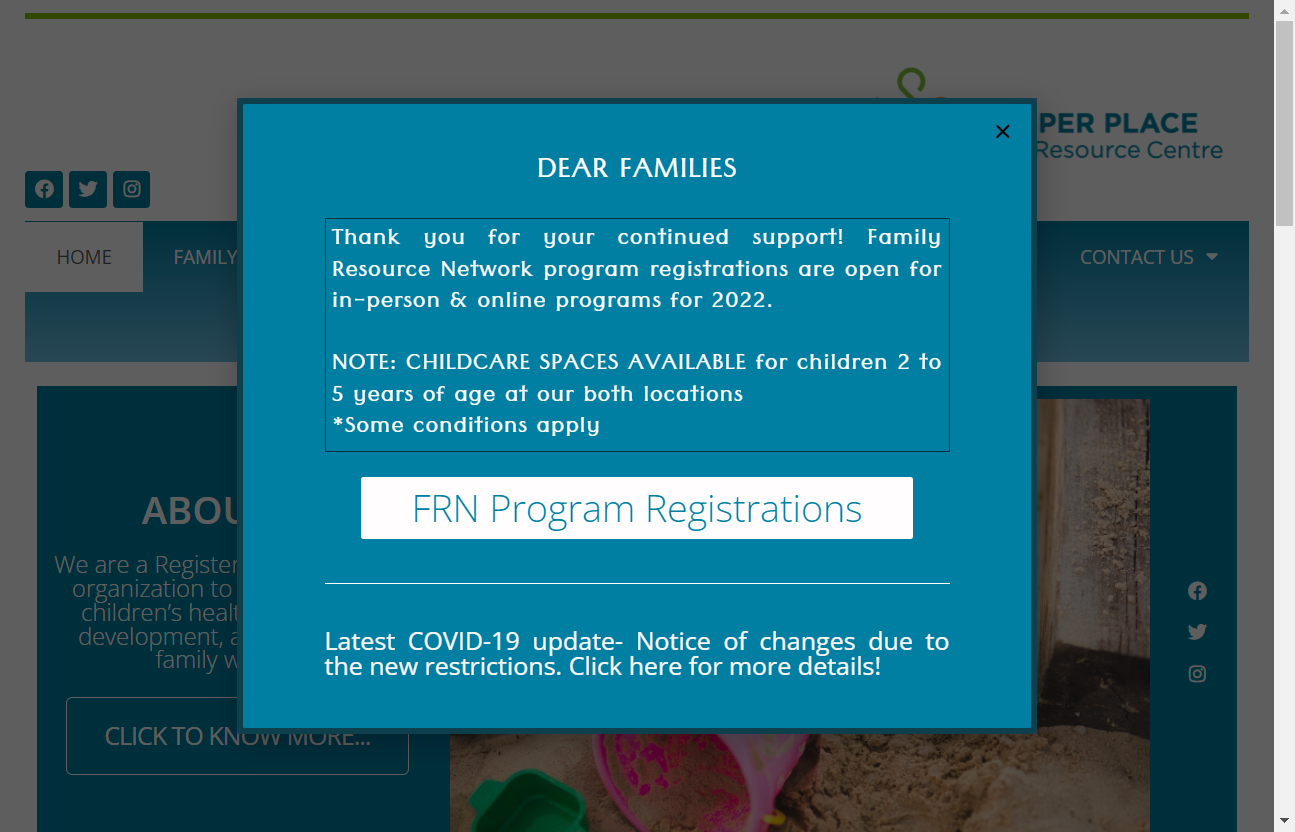 PER PLACE
Resource Centre
HOME
FAMILY
CONTACT US
DEAR FAMILIES
Thank you for your continued support! Family
Resource Network program registrations are open for
in-person & online programs for 2022.
NOTE: CHILDCARE SPACES AVAILABLE for children 2 to
5 years of age at our both locations
*Some conditions apply
FRN Program Registrations
Latest COVID-19 update- Notice of changes due to
the new restrictions. Click here for more details!
We are a
organization to
children's
development,
family
CLICK TO KNOW MORE...